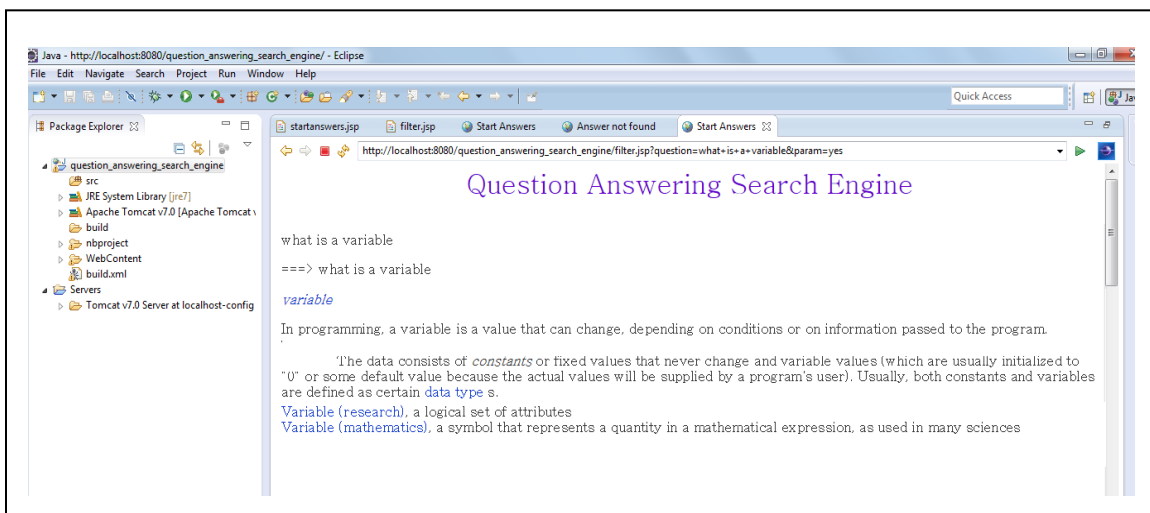 Java - http://localhost:8080/question_answering_search_engine/ - Eclipse
File Edit Navigate Search Project Run Window Help
Quick Access
Package Explorer
question_answering_search_engine
src
JRE System Library [jre7]
Apache Tomcat v7.0 [Apache Tomcat
build
nbproject
WebContent
build.xml
Servers
Tomcat v7.0 Server at localhost-config
startanswers.jsp filter.jsp Start Answers Answer not found Start Answers
http://localhost:8080/question_answering_search_engine/filter.jsp?question=what+is+a+variable&param=yes
Question Answering Search Engine
what is a variable
===> what is a variable
variable
In programming, a variable is a value that can change, depending on conditions or on information passed to the program.
The data consists of constants or fixed values that never change and variable values (which are usually initialized to
"0" or some default value because the actual values will be supplied by a program's user). Usually, both constants and variables
are defined as certain data type s.
Variable (research), a logical set of attributes
Variable (mathematics), a symbol that represents a quantity in a mathematical expression, as used in many sciences